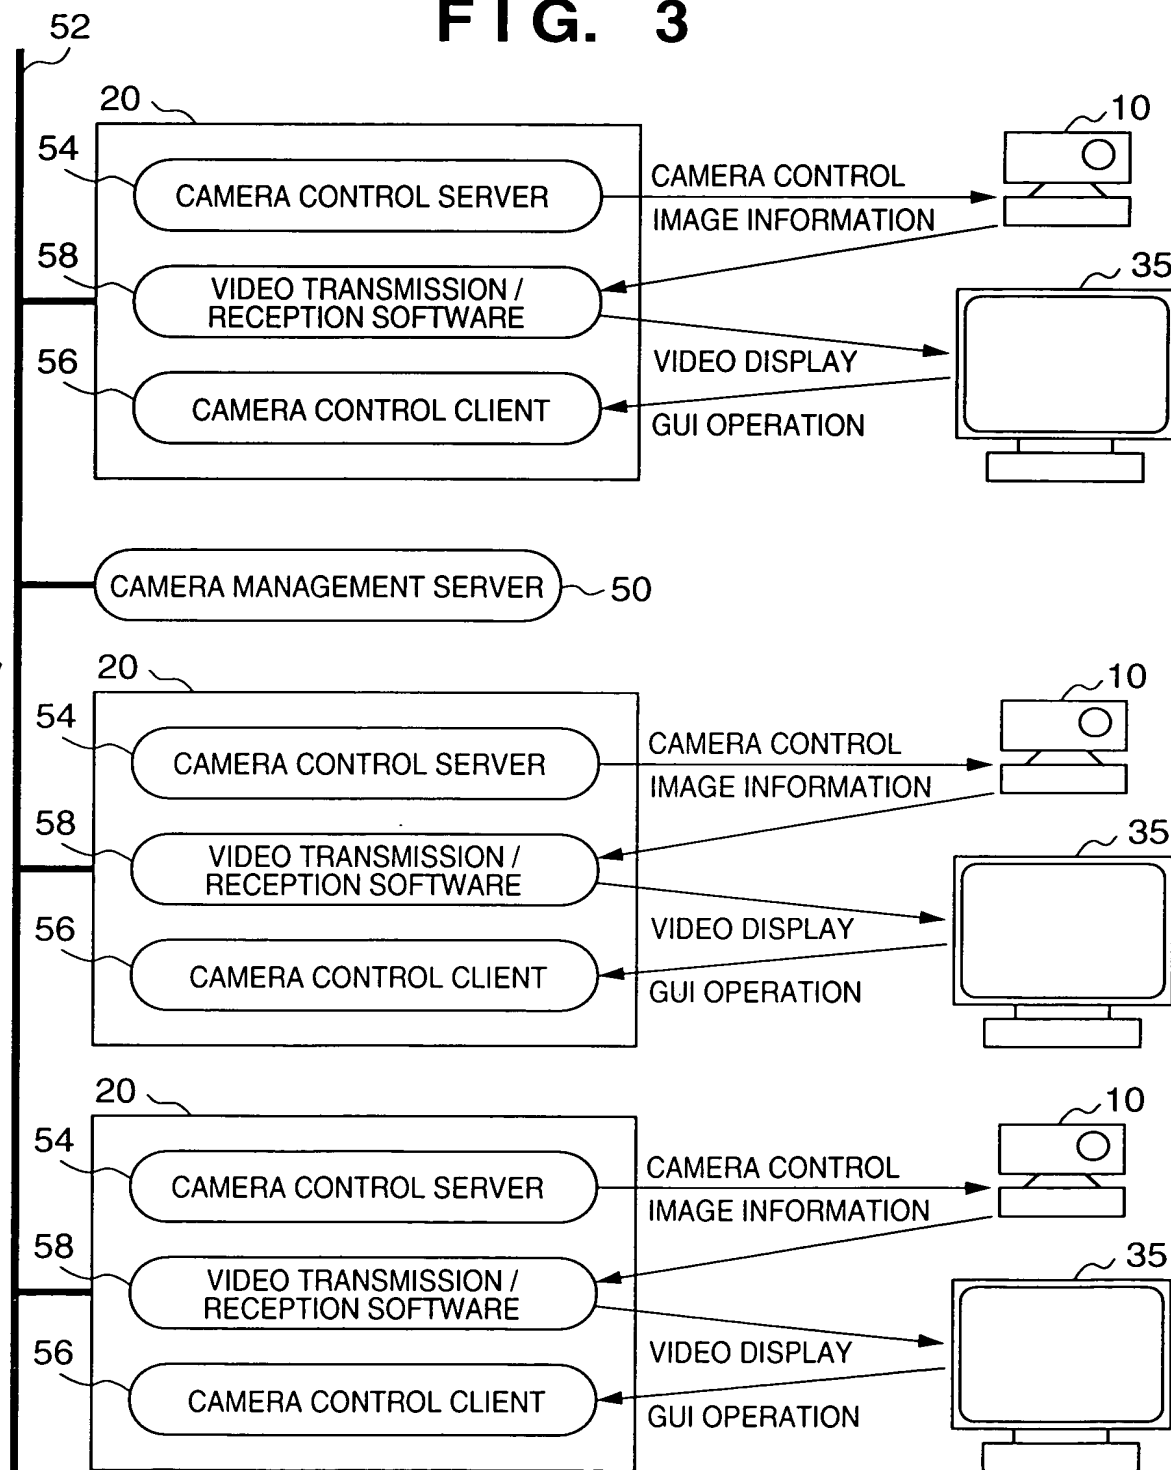 FIG. 3
52
20
10
54
CAMERA CONTROL SERVER
CAMERA CONTROL
IMAGE INFORMATION
58
VIDEO TRANSMISSION /
RECEPTION SOFTWARE
35
56
VIDEO DISPLAY
CAMERA CONTROL CLIENT
GUI OPERATION
CAMERA MANAGEMENT SERVER
50
20
10
54
CAMERA CONTROL SERVER
CAMERA CONTROL
IMAGE INFORMATION
58
VIDEO TRANSMISSION /
RECEPTION SOFTWARE
35
56
VIDEO DISPLAY
CAMERA CONTROL CLIENT
GUI OPERATION
20
10
54
CAMERA CONTROL SERVER
CAMERA CONTROL
IMAGE INFORMATION
58
VIDEO TRANSMISSION /
RECEPTION SOFTWARE
35
56
VIDEO DISPLAY
CAMERA CONTROL CLIENT
GUI OPERATION